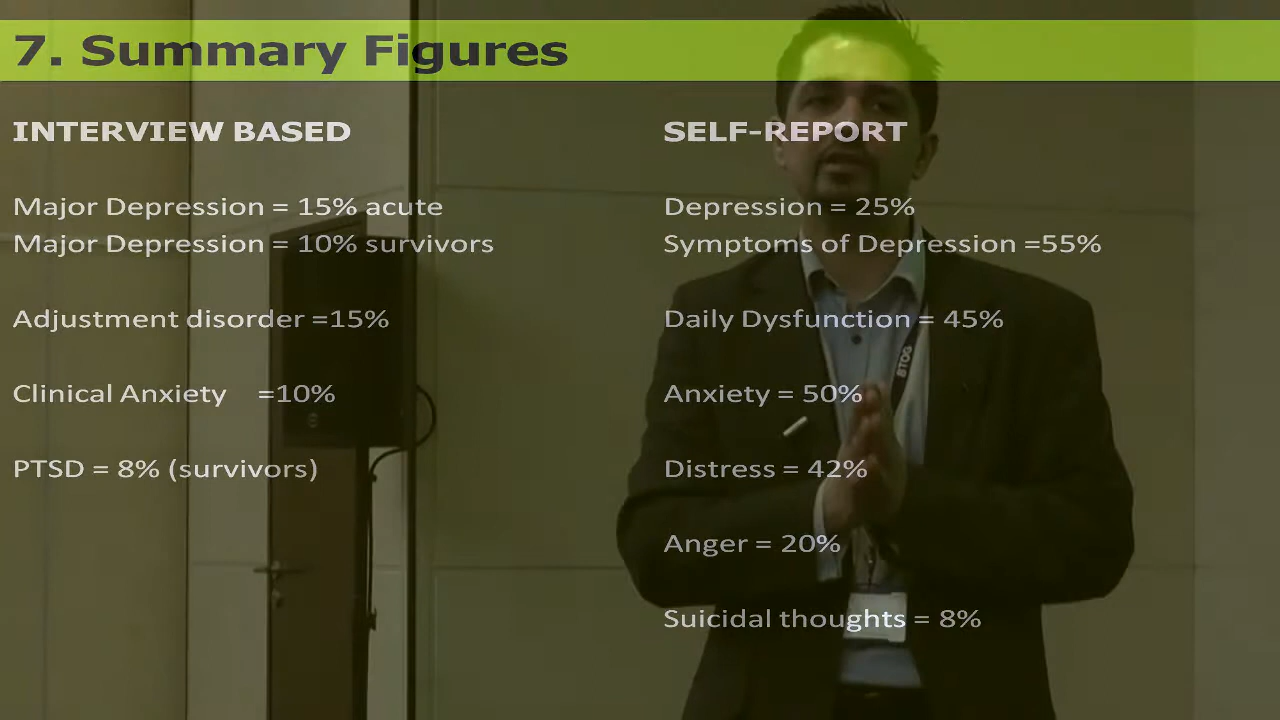 7. Summary Figures
INTERVIEW BASED
Major Depression = 15% acute
Major Depression = 10% survivors
Adjustment disorder =15%
Clinical Anxiety =10%
PTSD = 8% (survivors)
SELF-REPORT
Depression = 25%
Symptoms of Depression =55%
Daily Dysfunction = 45%
Anxiety = 50%
Distress = 42%
Anger = 20%
Suicidal thoughts = 8%
BTOG